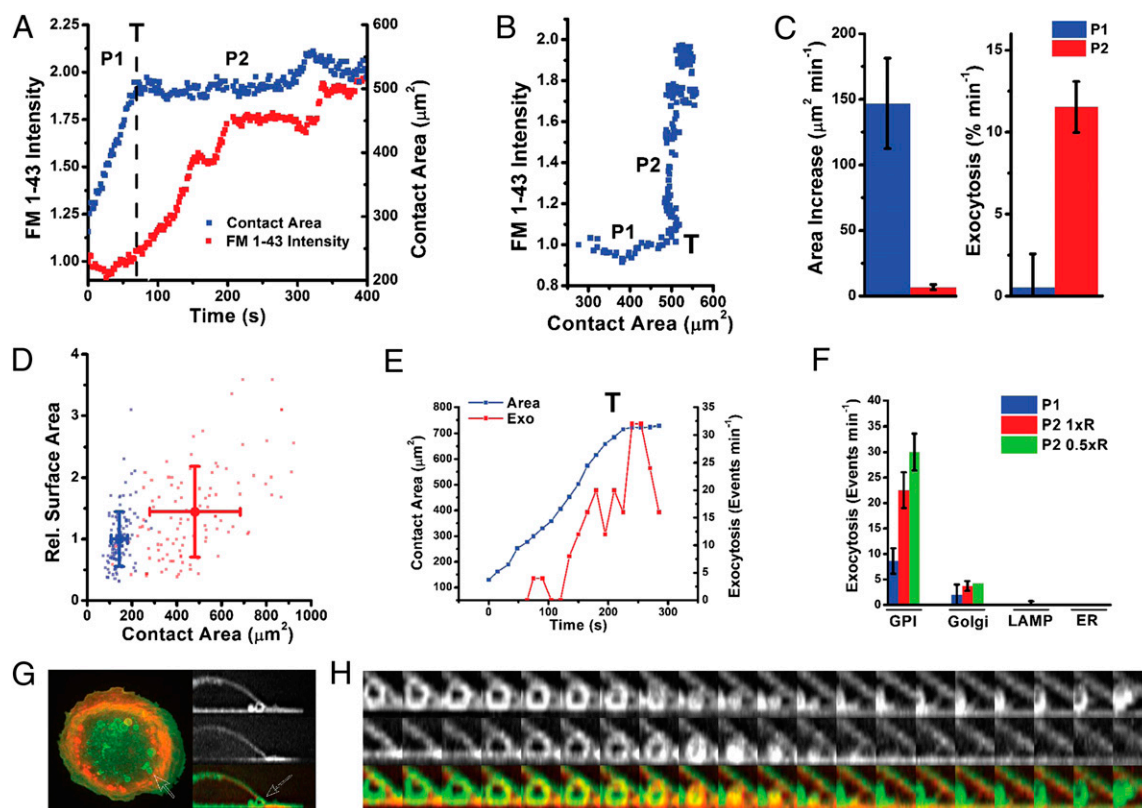 A
FM 1-43 Intensity
2.25
2.00
1.75
1.50
1.25
1.00
P1
T
P2
Contact Area
FM 1-43 Intensity
600
500
400
300
200
Contact Area (μm²)
0
100
200
300
400
Time (s)
B
FM 1-43 Intensity
2.0
1.8
1.6
1.4
1.2
1.0
0.8
P1
P2
T
200
300
400
500
600
Contact Area (μm²)
C
Area Increase (μm² min⁻¹)
200
150
100
50
0
Exocytosis (% min⁻¹)
15
10
5
0
P1
P2
D
Rel. Surface Area
4
3
2
1
0
0
200
400
600
800
1000
Contact Area (μm²)
E
Area
Exo
T
Contact Area (μm²)
800
700
600
500
400
300
200
100
35
30
25
20
15
10
5
0
Exocytosis (Events min⁻¹)
0
100
200
300
Time (s)
F
Exocytosis (Events min⁻¹)
40
35
30
25
20
15
10
5
0
P1
P2 1xR
P2 0.5xR
GPI
Golgi
LAMP
ER
G
H